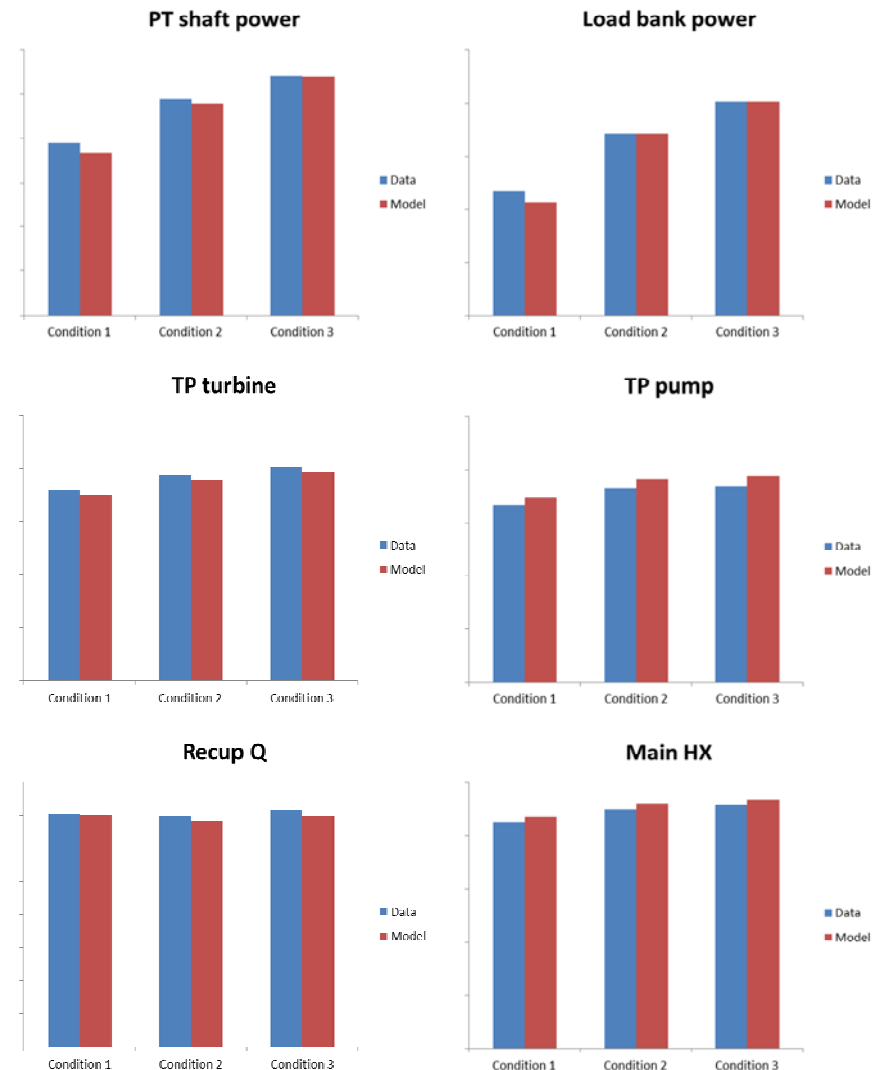 PT shaft power
Data
Model
Condition 1 Condition 2 Condition 3
Load bank power
Data
Model
Condition 1 Condition 2 Condition 3
TP turbine
Data
Model
Condition 1 Condition 2 Condition 3
TP pump
Data
Model
Condition 1 Condition 2 Condition 3
Recup Q
Data
Model
Condition 1 Condition 2 Condition 3
Main HX
Data
Model
Condition 1 Condition 2 Condition 3